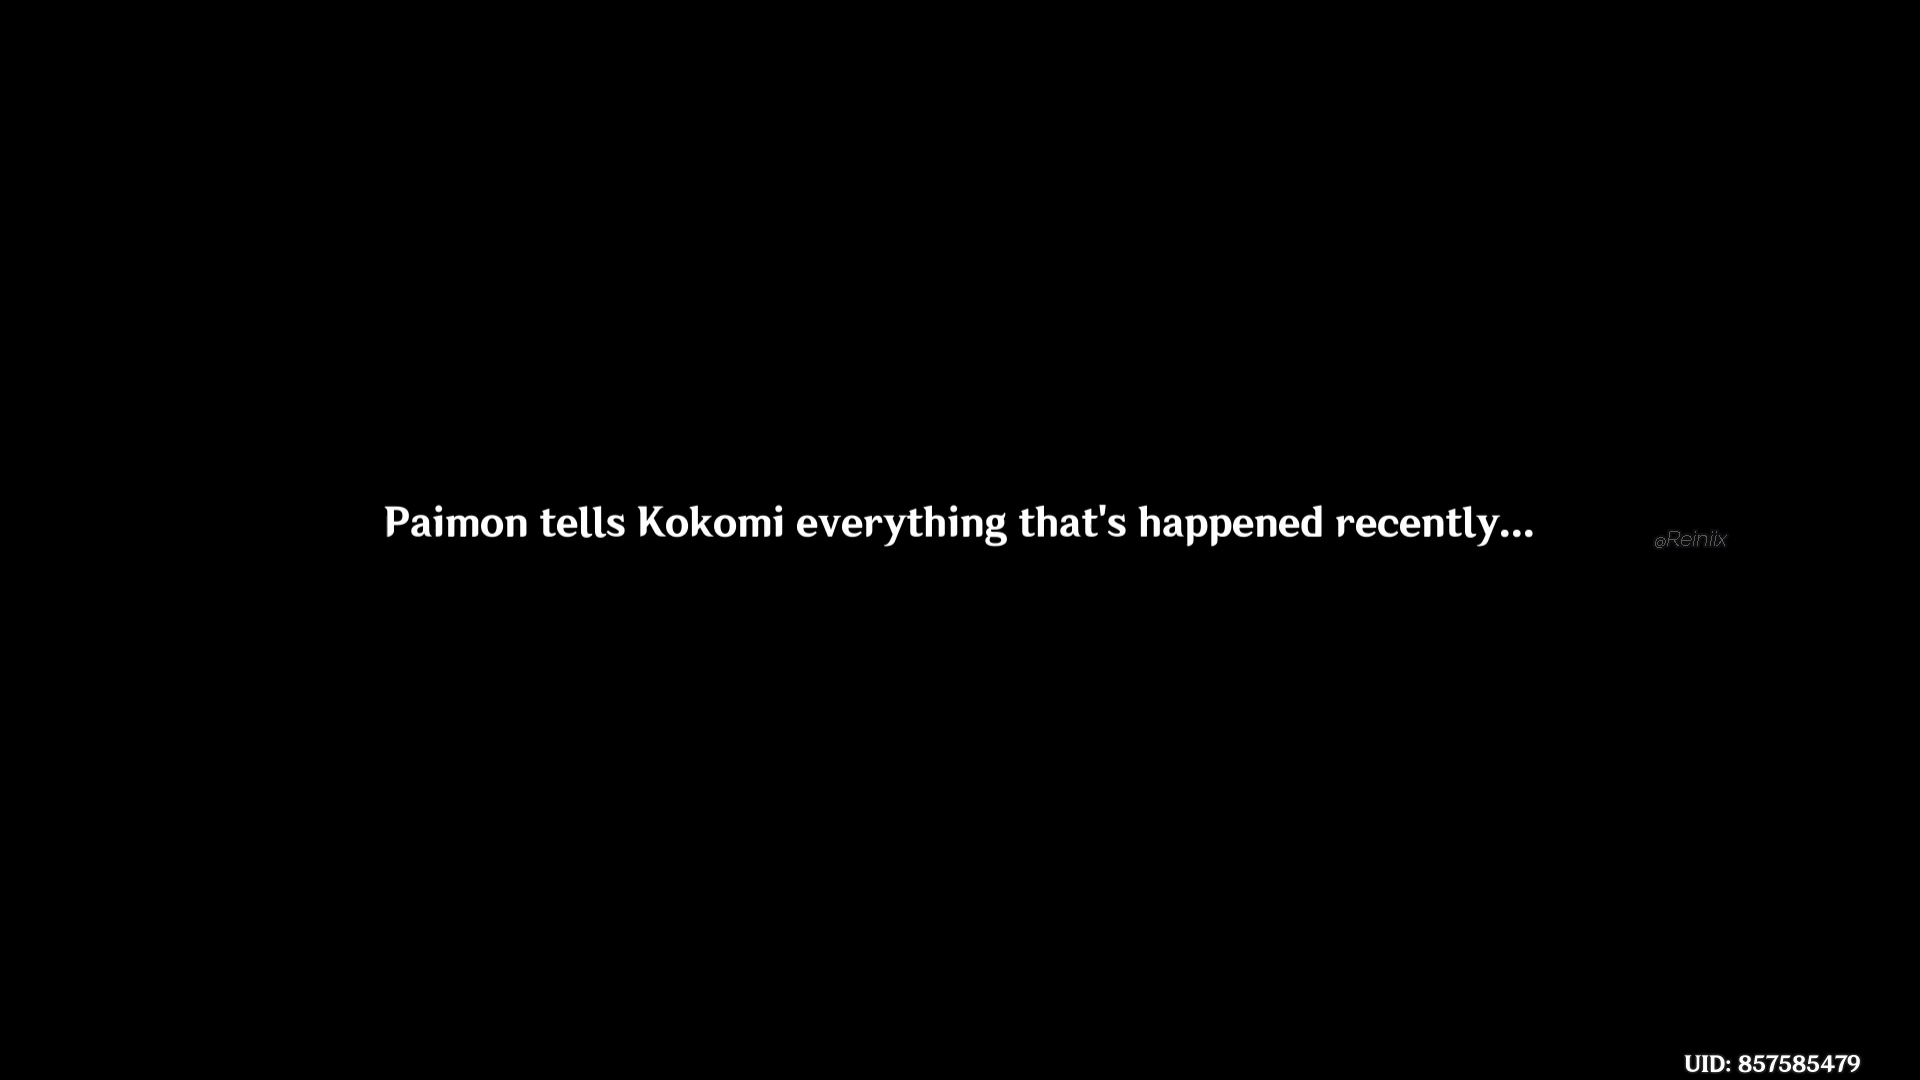 Paimon tells Kokomi everything that's happened recently...
@Reiniix
UID: 857585479